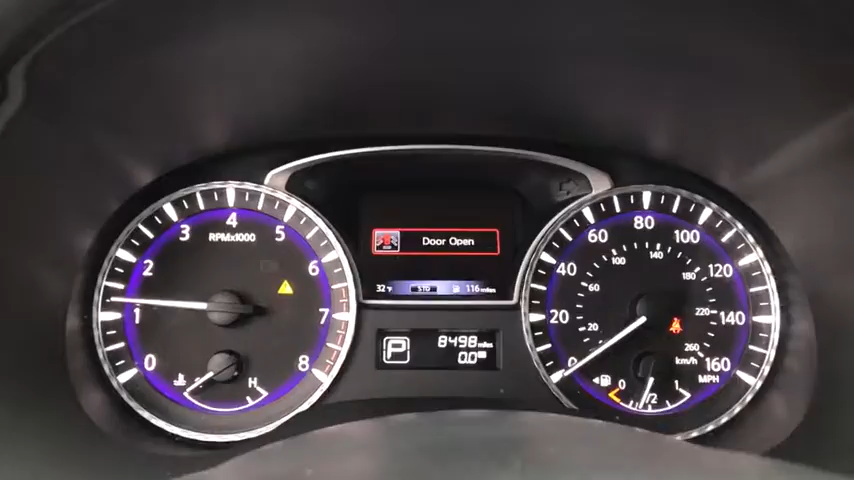 0 1 2 3 4 5 6 7 8
RPMx1000
H
Door Open
32 °F
STD
116 miles
P
8498 miles
0.0
0 20 40 60 80 100 120 140 160
20 60 100 140 180 220 260
km/h
MPH
0 1/2 1